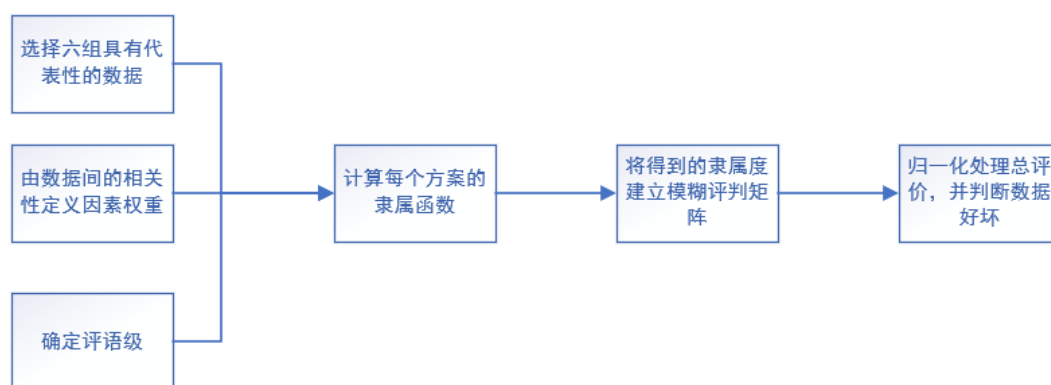 选择六组具有代
表性的数据
由数据间的相关
性定义因素权重
确定评语级
计算每个方案的
隶属函数
将得到的隶属度
建立模糊评判矩
阵
归一化处理总评
价，并判断数据
好坏